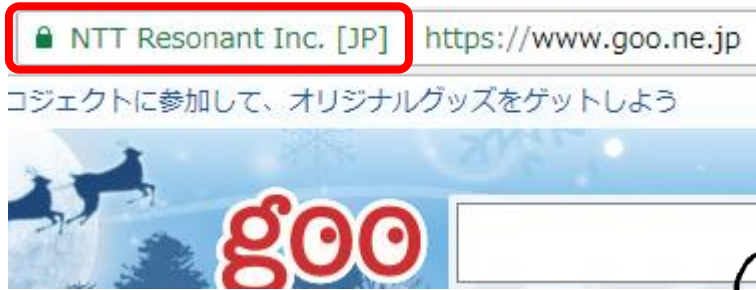 NTT Resonant Inc. [JP] https://www.goo.ne.jp
コジェクトに参加して、オリジナルグッズをゲットしよう
goo